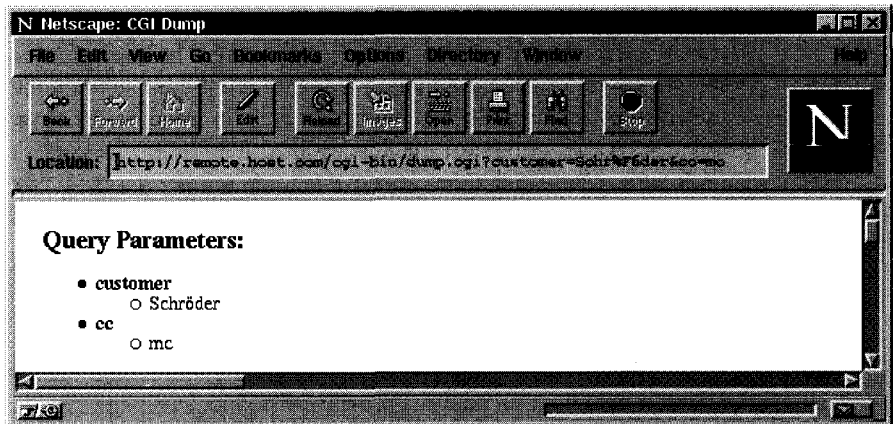 N Netscape: CGI Dump
File Edit View Go Bookmarks Options Directory Window Help
Back Forward Home Edit Reload Images Open Print Find Stop
N
Location: http://remote.host.com/cgi-bin/dump.cgi?customer=Schr%F6der&cc=mc
Query Parameters:
• customer
○ Schröder
• cc
○ mc